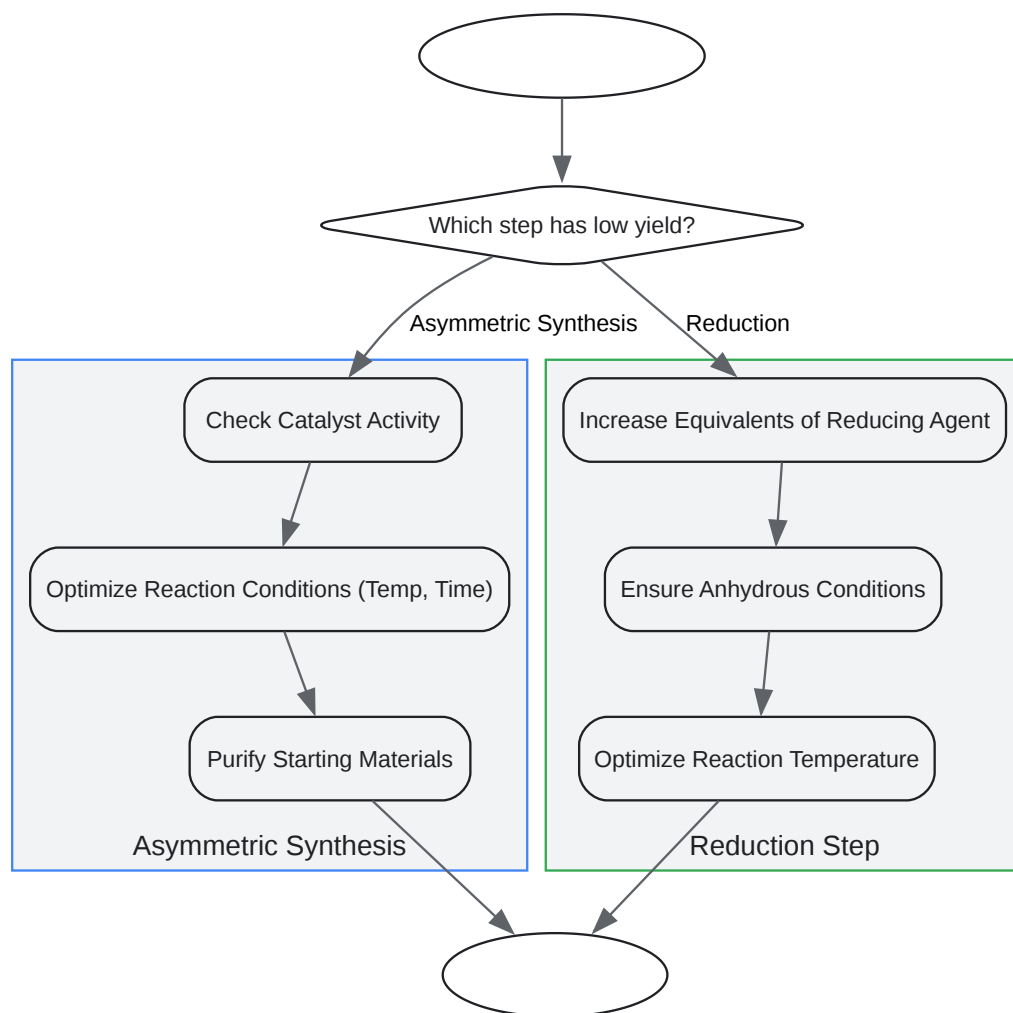 Which step has low yield?
Asymmetric Synthesis
Reduction
Check Catalyst Activity
Increase Equivalents of Reducing Agent
Optimize Reaction Conditions (Temp, Time)
Ensure Anhydrous Conditions
Purify Starting Materials
Optimize Reaction Temperature
Asymmetric Synthesis
Reduction Step